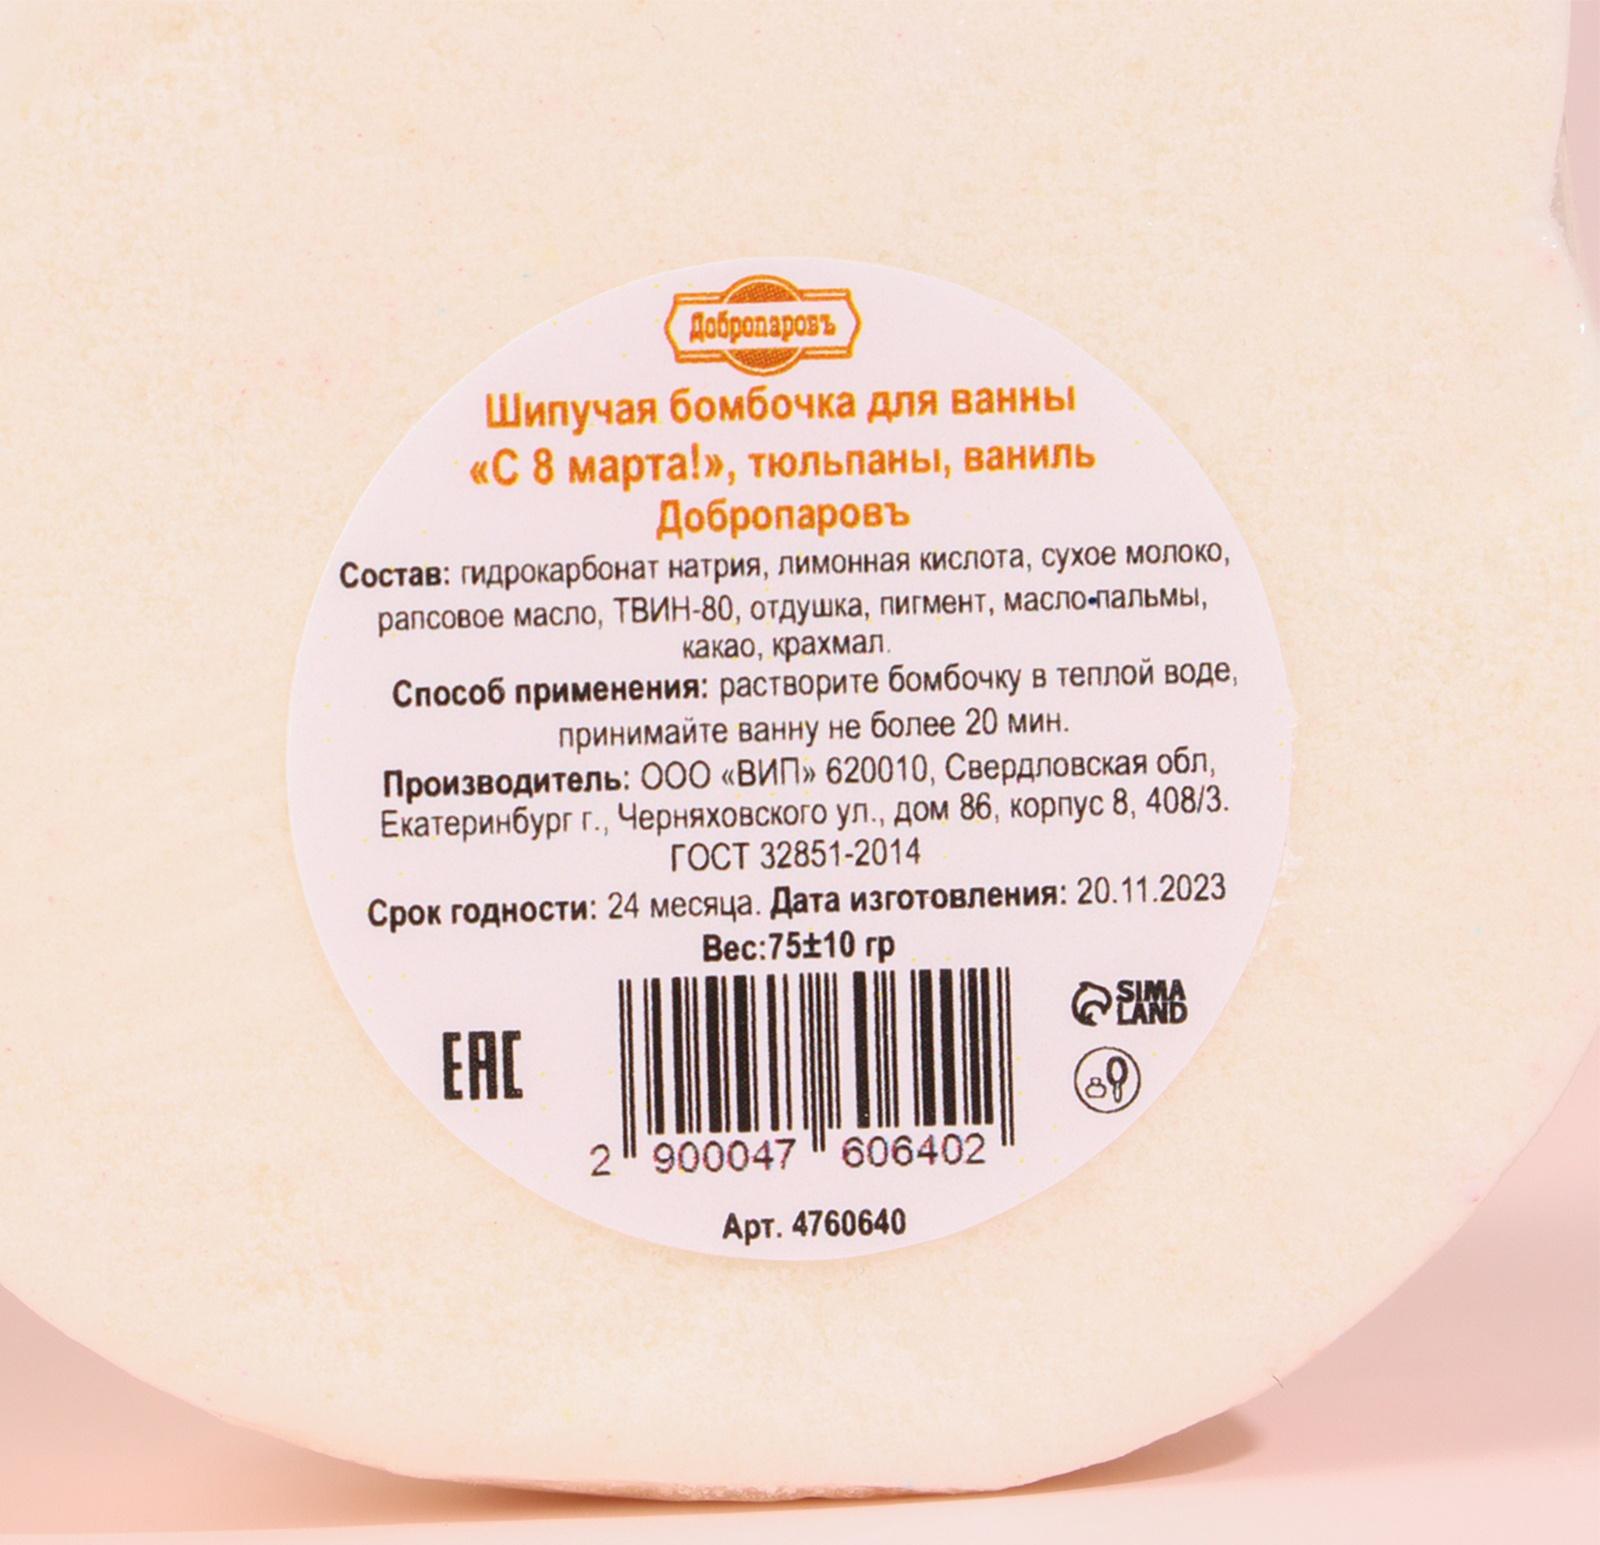 Добропаровъ
Шипучая бомбочка для ванны
«С 8 марта!», тюльпаны, ваниль
Добропаровъ
Состав: гидрокарбонат натрия, лимонная кислота, сухое молоко,
рапсовое масло, ТВИН-80, отдушка, пигмент, масло пальмы,
какао, крахмал.
Способ применения: растворите бомбочку в теплой воде,
принимайте ванну не более 20 мин.
Производитель: ООО «ВИП» 620010, Свердловская обл,
Екатеринбург г., Черняховского ул., дом 86, корпус 8, 408/3.
ГОСТ 32851-2014
Срок годности: 24 месяца. Дата изготовления: 20.11.2023
Вес:75±10 гр
EAC
SIMA
LAND
2 900047 606402
Арт. 4760640